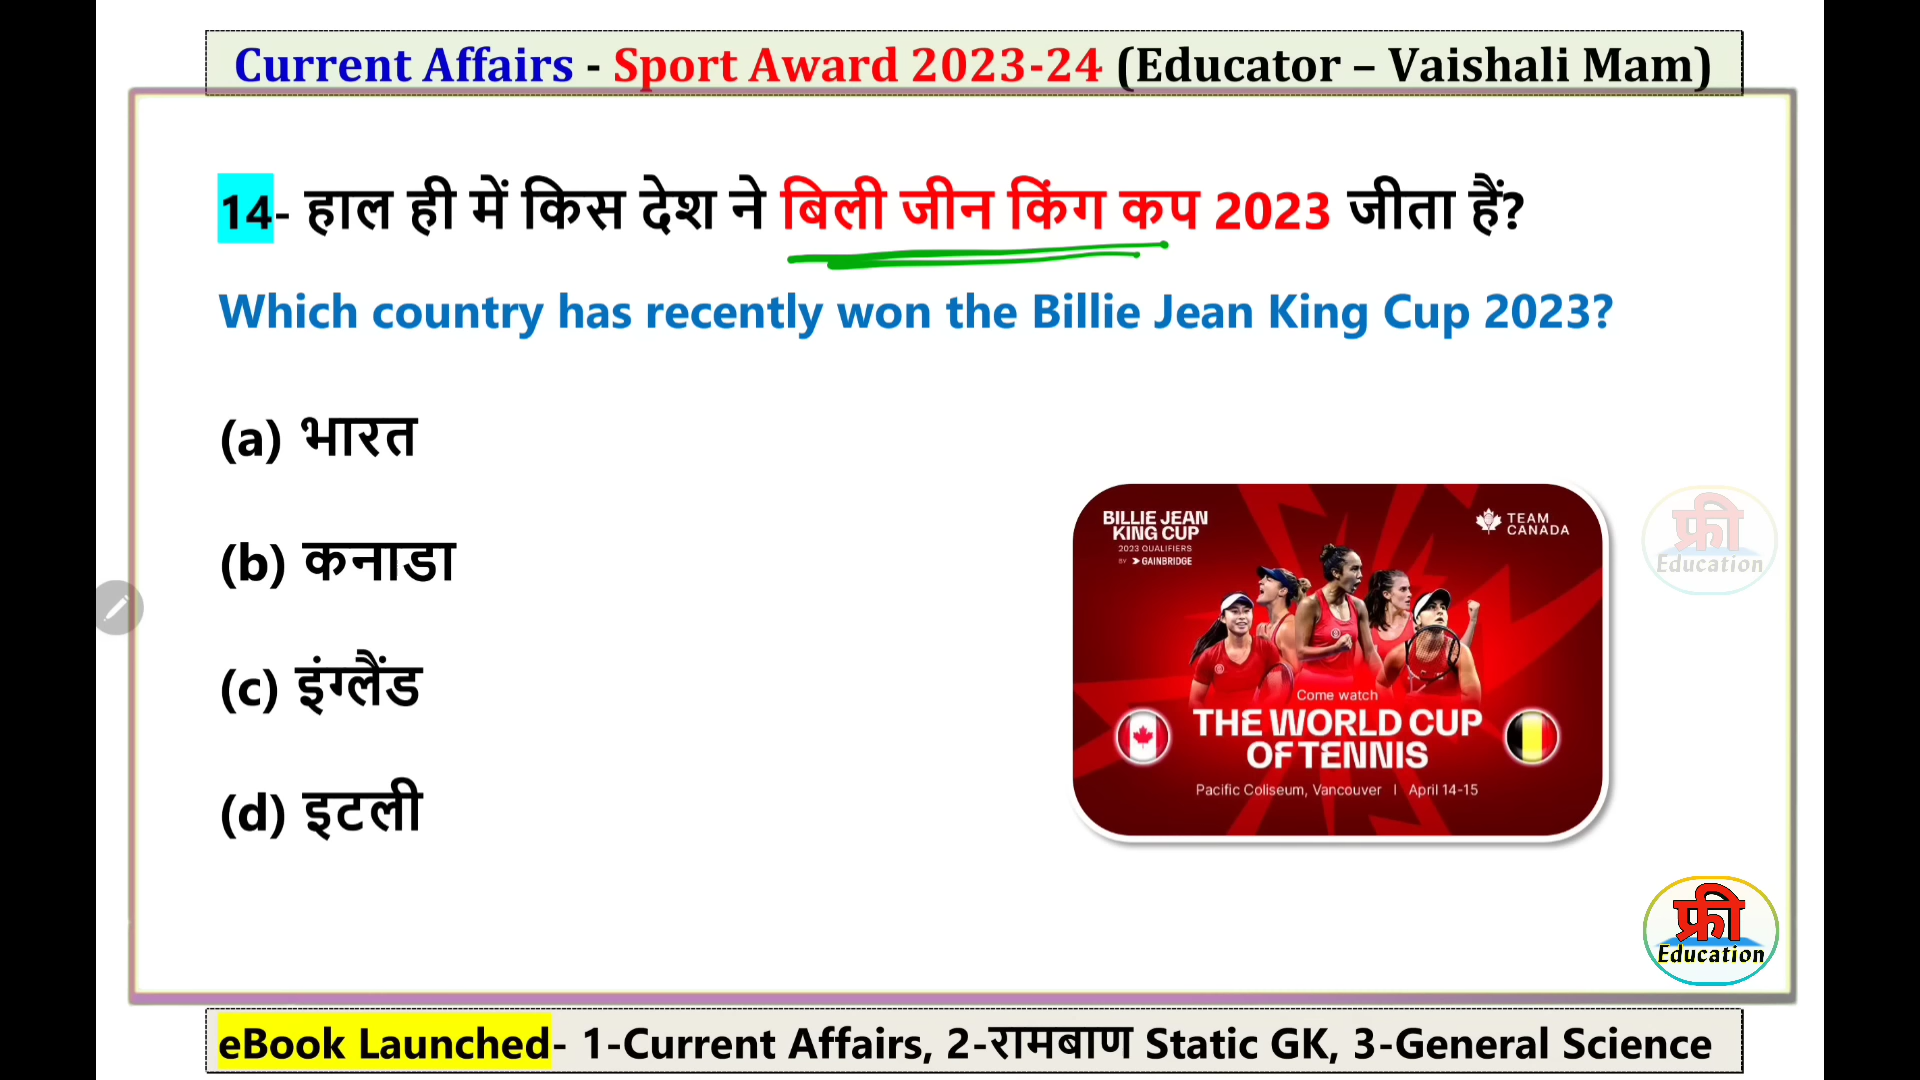 Current Affairs - Sport Award 2023-24 (Educator – Vaishali Mam)
14- हाल ही में किस देश ने बिली जीन किंग कप 2023 जीता हैं?
Which country has recently won the Billie Jean King Cup 2023?
(a) भारत
(b) कनाडा
(c) इंग्लैंड
(d) इटली
BILLIE JEAN
KING CUP
2023 QUALIFIERS
BY GAINBRIDGE
TEAM
CANADA
Come watch
THE WORLD CUP
OF TENNIS
Pacific Coliseum, Vancouver | April 14-15
फ्री
Education
फ्री
Education
eBook Launched- 1-Current Affairs, 2-रामबाण Static GK, 3-General Science